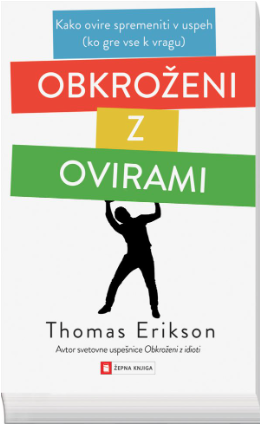 Kako ovire spremeniti v uspeh
(ko gre vse k vragu)
OBKROŽENI
Z
OVIRAMI
Thomas Erikson
Avtor svetovne uspešnice Obkroženi z idioti
ŽEPNA KNJIGA